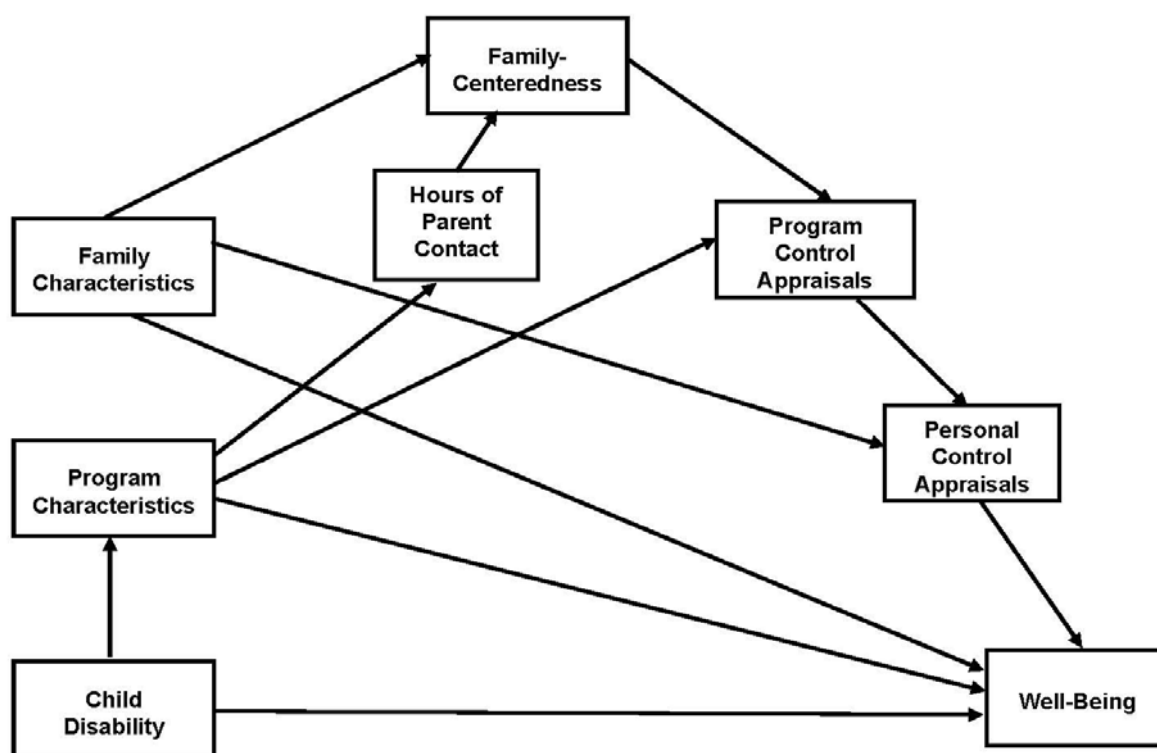 Family-
Centeredness
Hours of
Parent
Contact
Family
Characteristics
Program
Control
Appraisals
Program
Characteristics
Personal
Control
Appraisals
Child
Disability
Well-Being